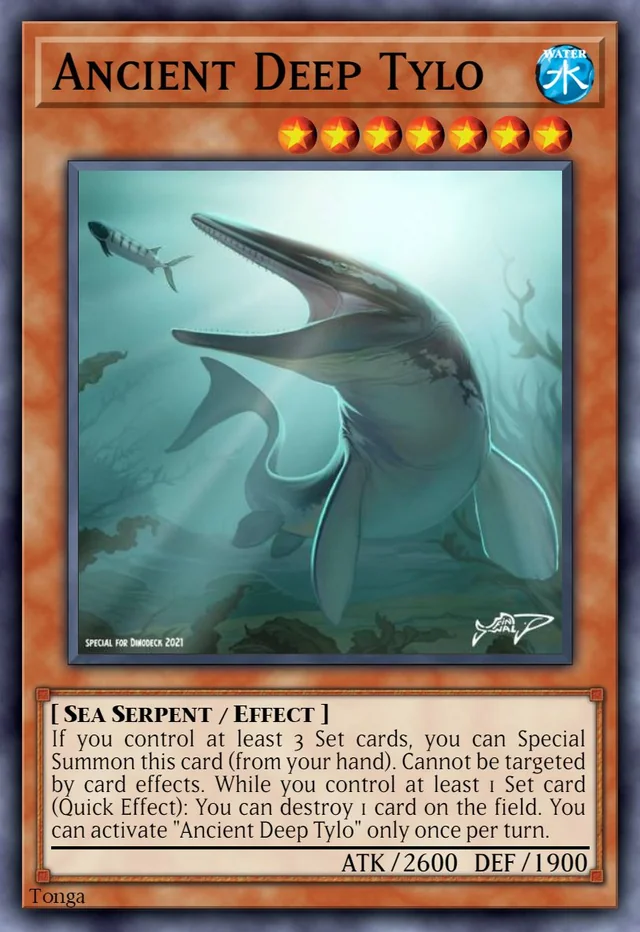 Ancient Deep Tylo
WATER
水
SPECIAL FOR DINODECK 2021
[ Sea Serpent / Effect ]
If you control at least 3 Set cards, you can Special
Summon this card (from your hand). Cannot be targeted
by card effects. While you control at least 1 Set card
(Quick Effect): You can destroy 1 card on the field. You
can activate "Ancient Deep Tylo" only once per turn.
ATK/2600 DEF/1900
Tonga